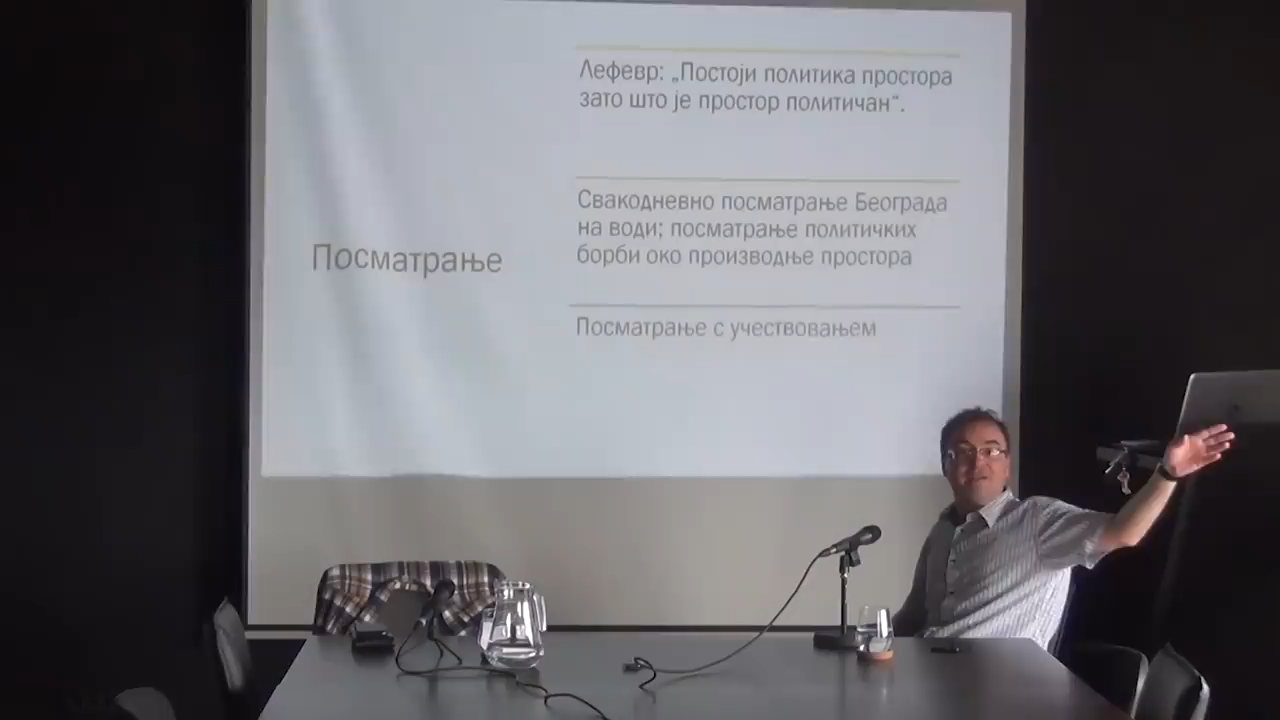 Посматрање
Лефевр: „Постоји политика простора
зато што је простор политичан“.
Свакодневно посматрање Београда
на води; посматрање политичких
борби око производње простора
Посматрање с учествовањем